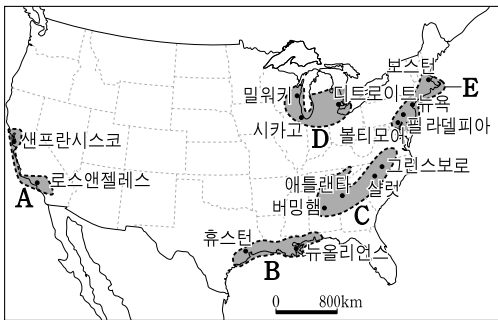 보스턴
E
밀워키
디트로이트
뉴욕
시카고
D
볼티모어
필라델피아
샌프란시스코
그린스보로
로스앤젤레스
애틀랜타
샬럿
A
버밍햄
C
휴스턴
B
뉴올리언스
0
800km